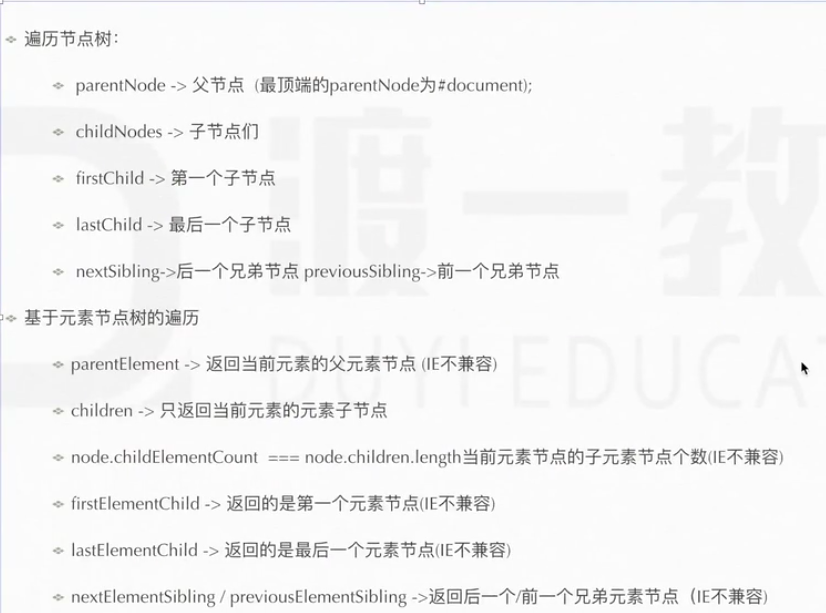 遍历节点树：
parentNode -> 父节点 (最顶端的parentNode为#document);
childNodes -> 子节点们
firstChild -> 第一个子节点
lastChild -> 最后一个子节点
nextSibling->后一个兄弟节点 previousSibling->前一个兄弟节点
基于元素节点树的遍历
parentElement -> 返回当前元素的父元素节点 (IE不兼容)
children -> 只返回当前元素的元素子节点
node.childElementCount === node.children.length当前元素节点的子元素节点个数(IE不兼容)
firstElementChild -> 返回的是第一个元素节点(IE不兼容)
lastElementChild -> 返回的是最后一个元素节点(IE不兼容)
nextElementSibling / previousElementSibling ->返回后一个/前一个兄弟元素节点（IE不兼容)
渡一教
DUYI EDUCAT